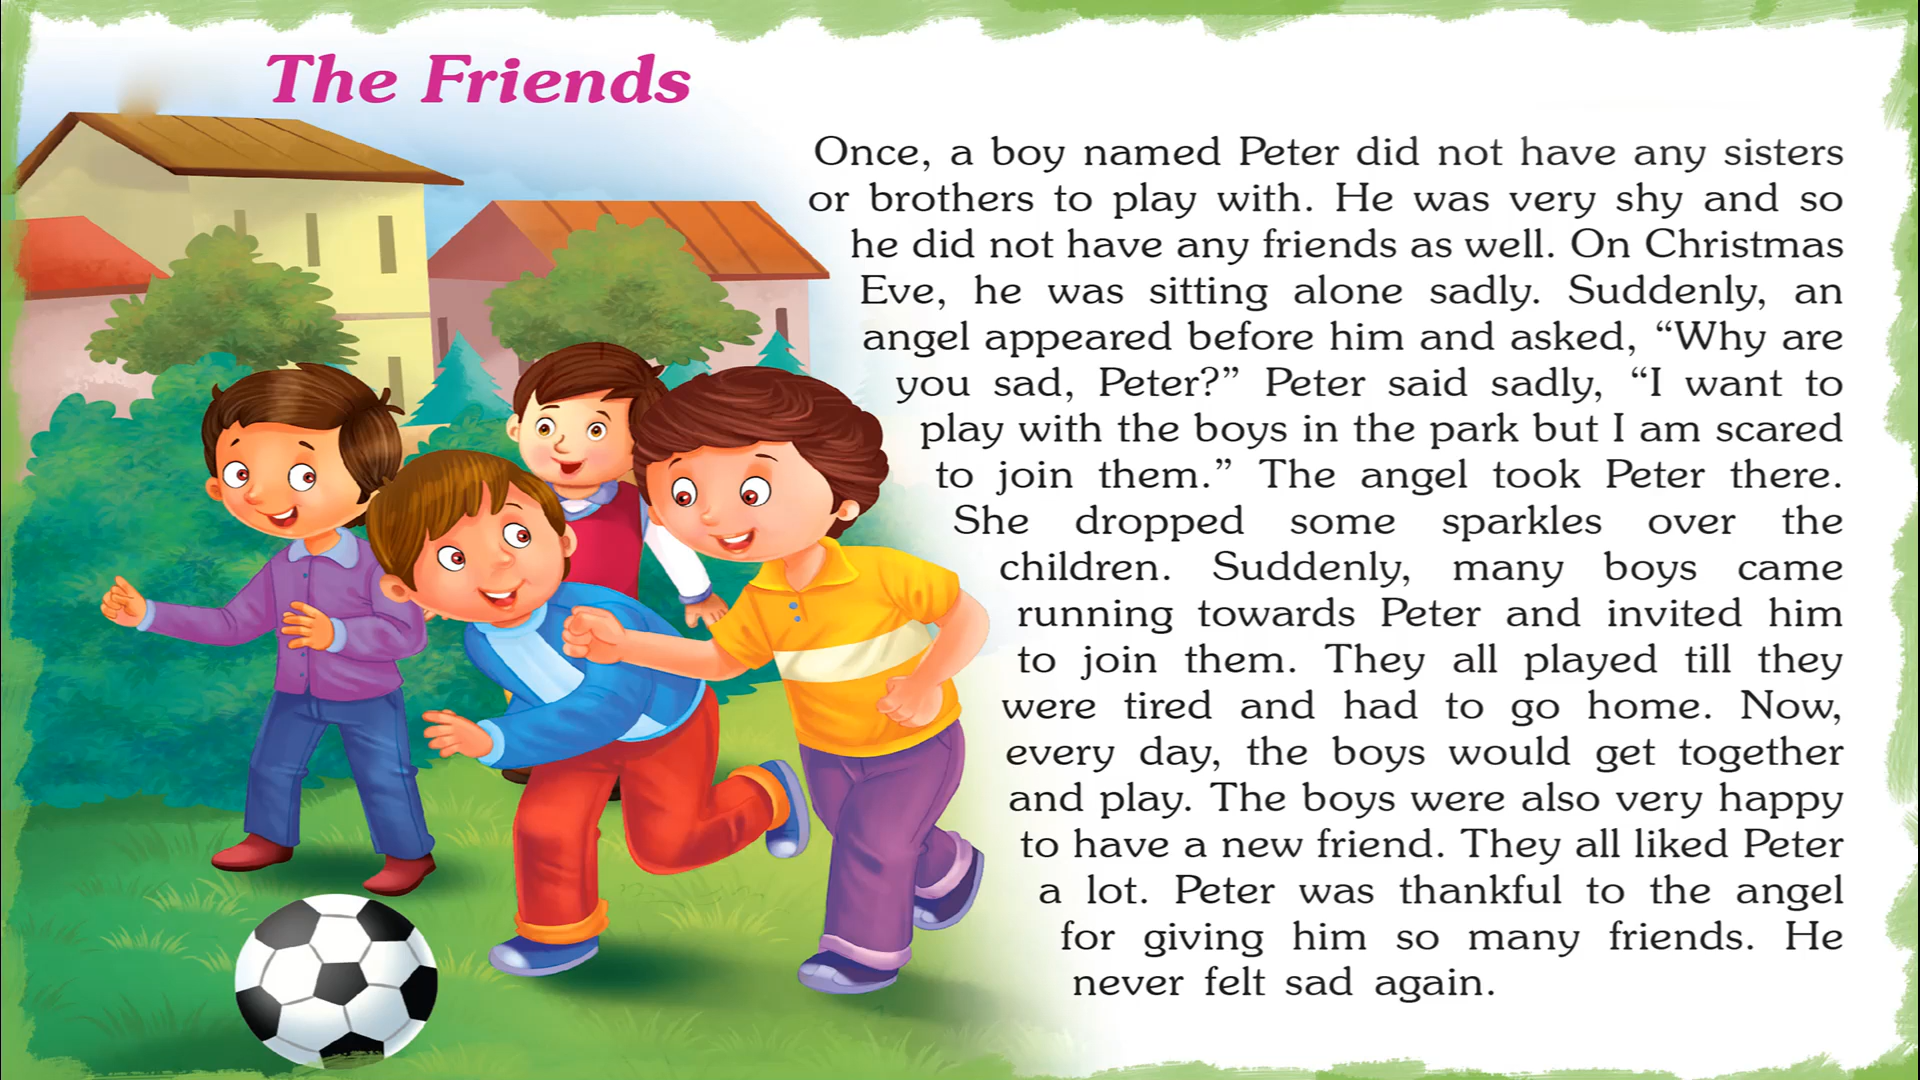 The Friends
Once, a boy named Peter did not have any sisters
or brothers to play with. He was very shy and so
he did not have any friends as well. On Christmas
Eve, he was sitting alone sadly. Suddenly, an
angel appeared before him and asked, “Why are
you sad, Peter?” Peter said sadly, “I want to
play with the boys in the park but I am scared
to join them.” The angel took Peter there.
She dropped some sparkles over the
children. Suddenly, many boys came
running towards Peter and invited him
to join them. They all played till they
were tired and had to go home. Now,
every day, the boys would get together
and play. The boys were also very happy
to have a new friend. They all liked Peter
a lot. Peter was thankful to the angel
for giving him so many friends. He
never felt sad again.